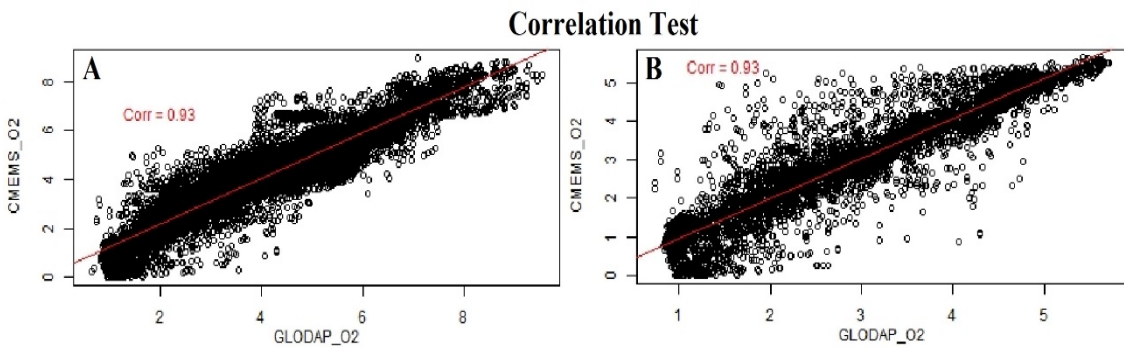 Correlation Test
A
Corr = 0.93
CMEMS_O2
0
2
4
6
8
2
4
6
8
GLODAP_O2
B
Corr = 0.93
CMEMS_O2
0
1
2
3
4
5
1
2
3
4
5
GLODAP_O2